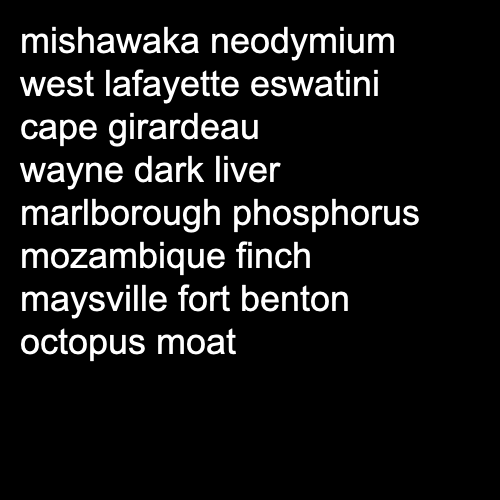 mishawaka neodymium
west lafayette eswatini
cape girardeau
wayne dark liver
marlborough phosphorus
mozambique finch
maysville fort benton
octopus moat